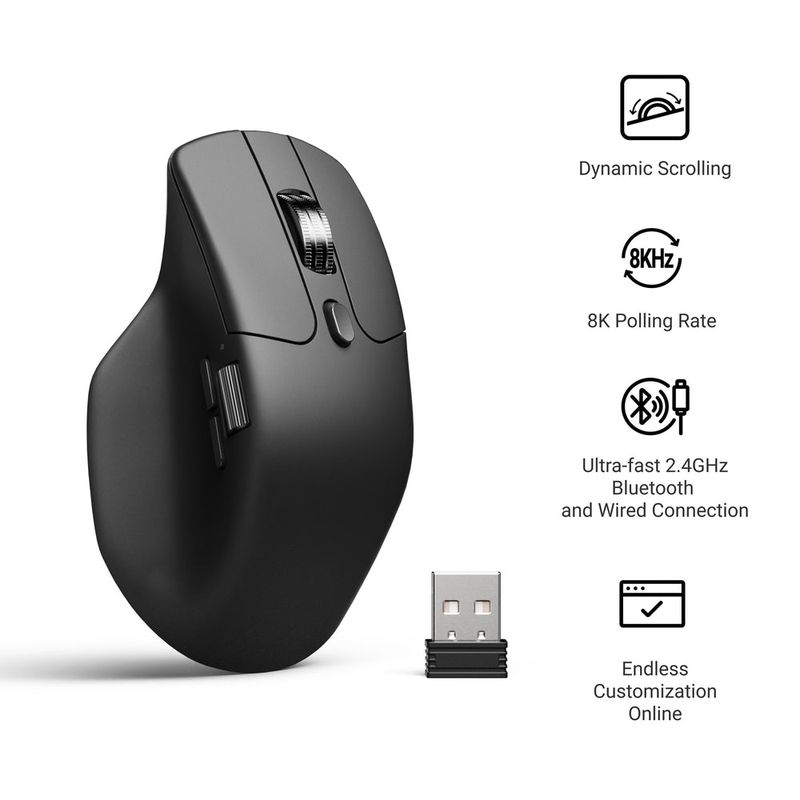 Dynamic Scrolling
8KHz
8K Polling Rate
Ultra-fast 2.4GHz
Bluetooth
and Wired Connection
Endless
Customization
Online